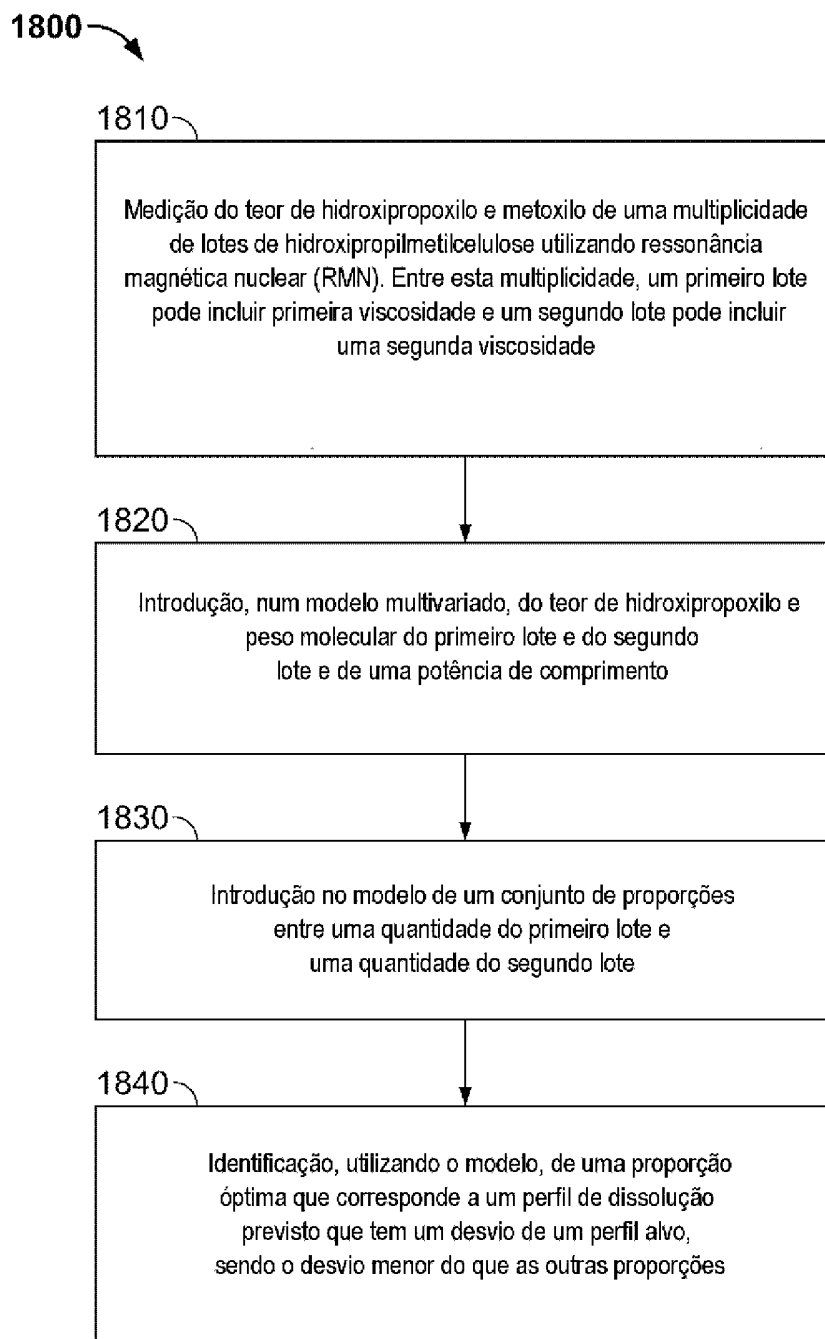 1800
1810
Medição do teor de hidroxipropoxilo e metoxilo de uma multiplicidade
de lotes de hidroxipropilmetilcelulose utilizando ressonância
magnética nuclear (RMN). Entre esta multiplicidade, um primeiro lote
pode incluir primeira viscosidade e um segundo lote pode incluir
uma segunda viscosidade
1820
Introdução, num modelo multivariado, do teor de hidroxipropoxilo e
peso molecular do primeiro lote e do segundo
lote e de uma potência de comprimento
1830
Introdução no modelo de um conjunto de proporções
entre uma quantidade do primeiro lote e
uma quantidade do segundo lote
1840
Identificação, utilizando o modelo, de uma proporção
óptima que corresponde a um perfil de dissolução
previsto que tem um desvio de um perfil alvo,
sendo o desvio menor do que as outras proporções